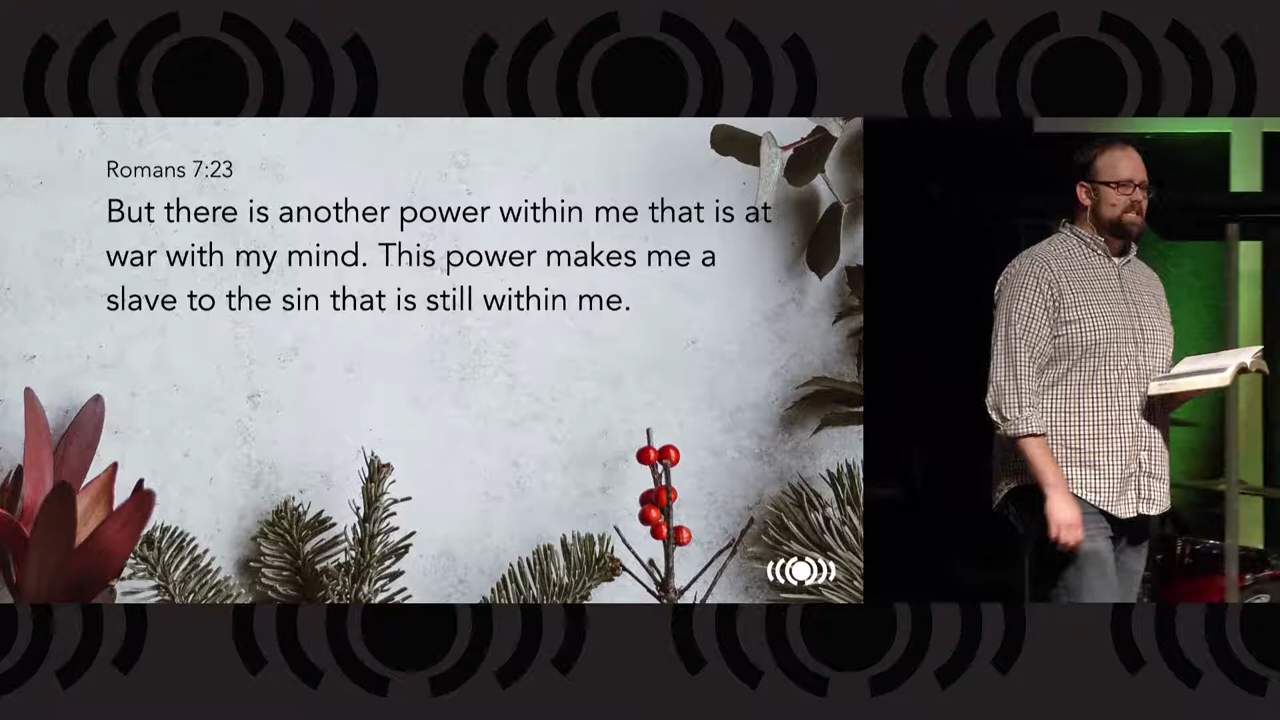 Romans 7:23
But there is another power within me that is at
war with my mind. This power makes me a
slave to the sin that is still within me.